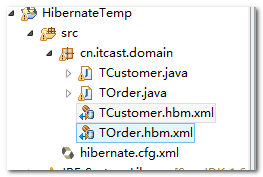 HibernateTemp
src
cn.itcast.domain
TCustomer.java
TOrder.java
TCustomer.hbm.xml
TOrder.hbm.xml
hibernate.cfg.xml